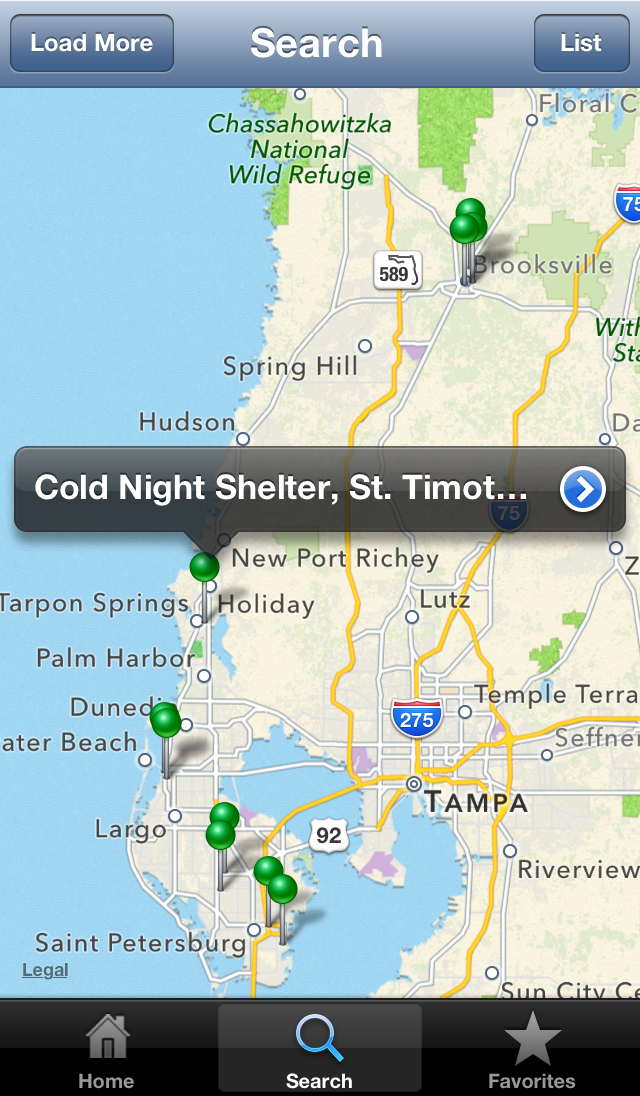 Load More
Search
List
Floral C
Chassahowitzka
National
Wild Refuge
75
589
Brooksville
With
Sta
Spring Hill
Hudson
Da
Cold Night Shelter, St. Timot...
75
New Port Richey
Z
Tarpon Springs
Holiday
Lutz
Palm Harbor
Temple Terra
Dunedi
275
ater Beach
Seffner
TAMPA
Largo
92
Riverview
Saint Petersburg
Legal
Sun City Ce
Home
Search
Favorites